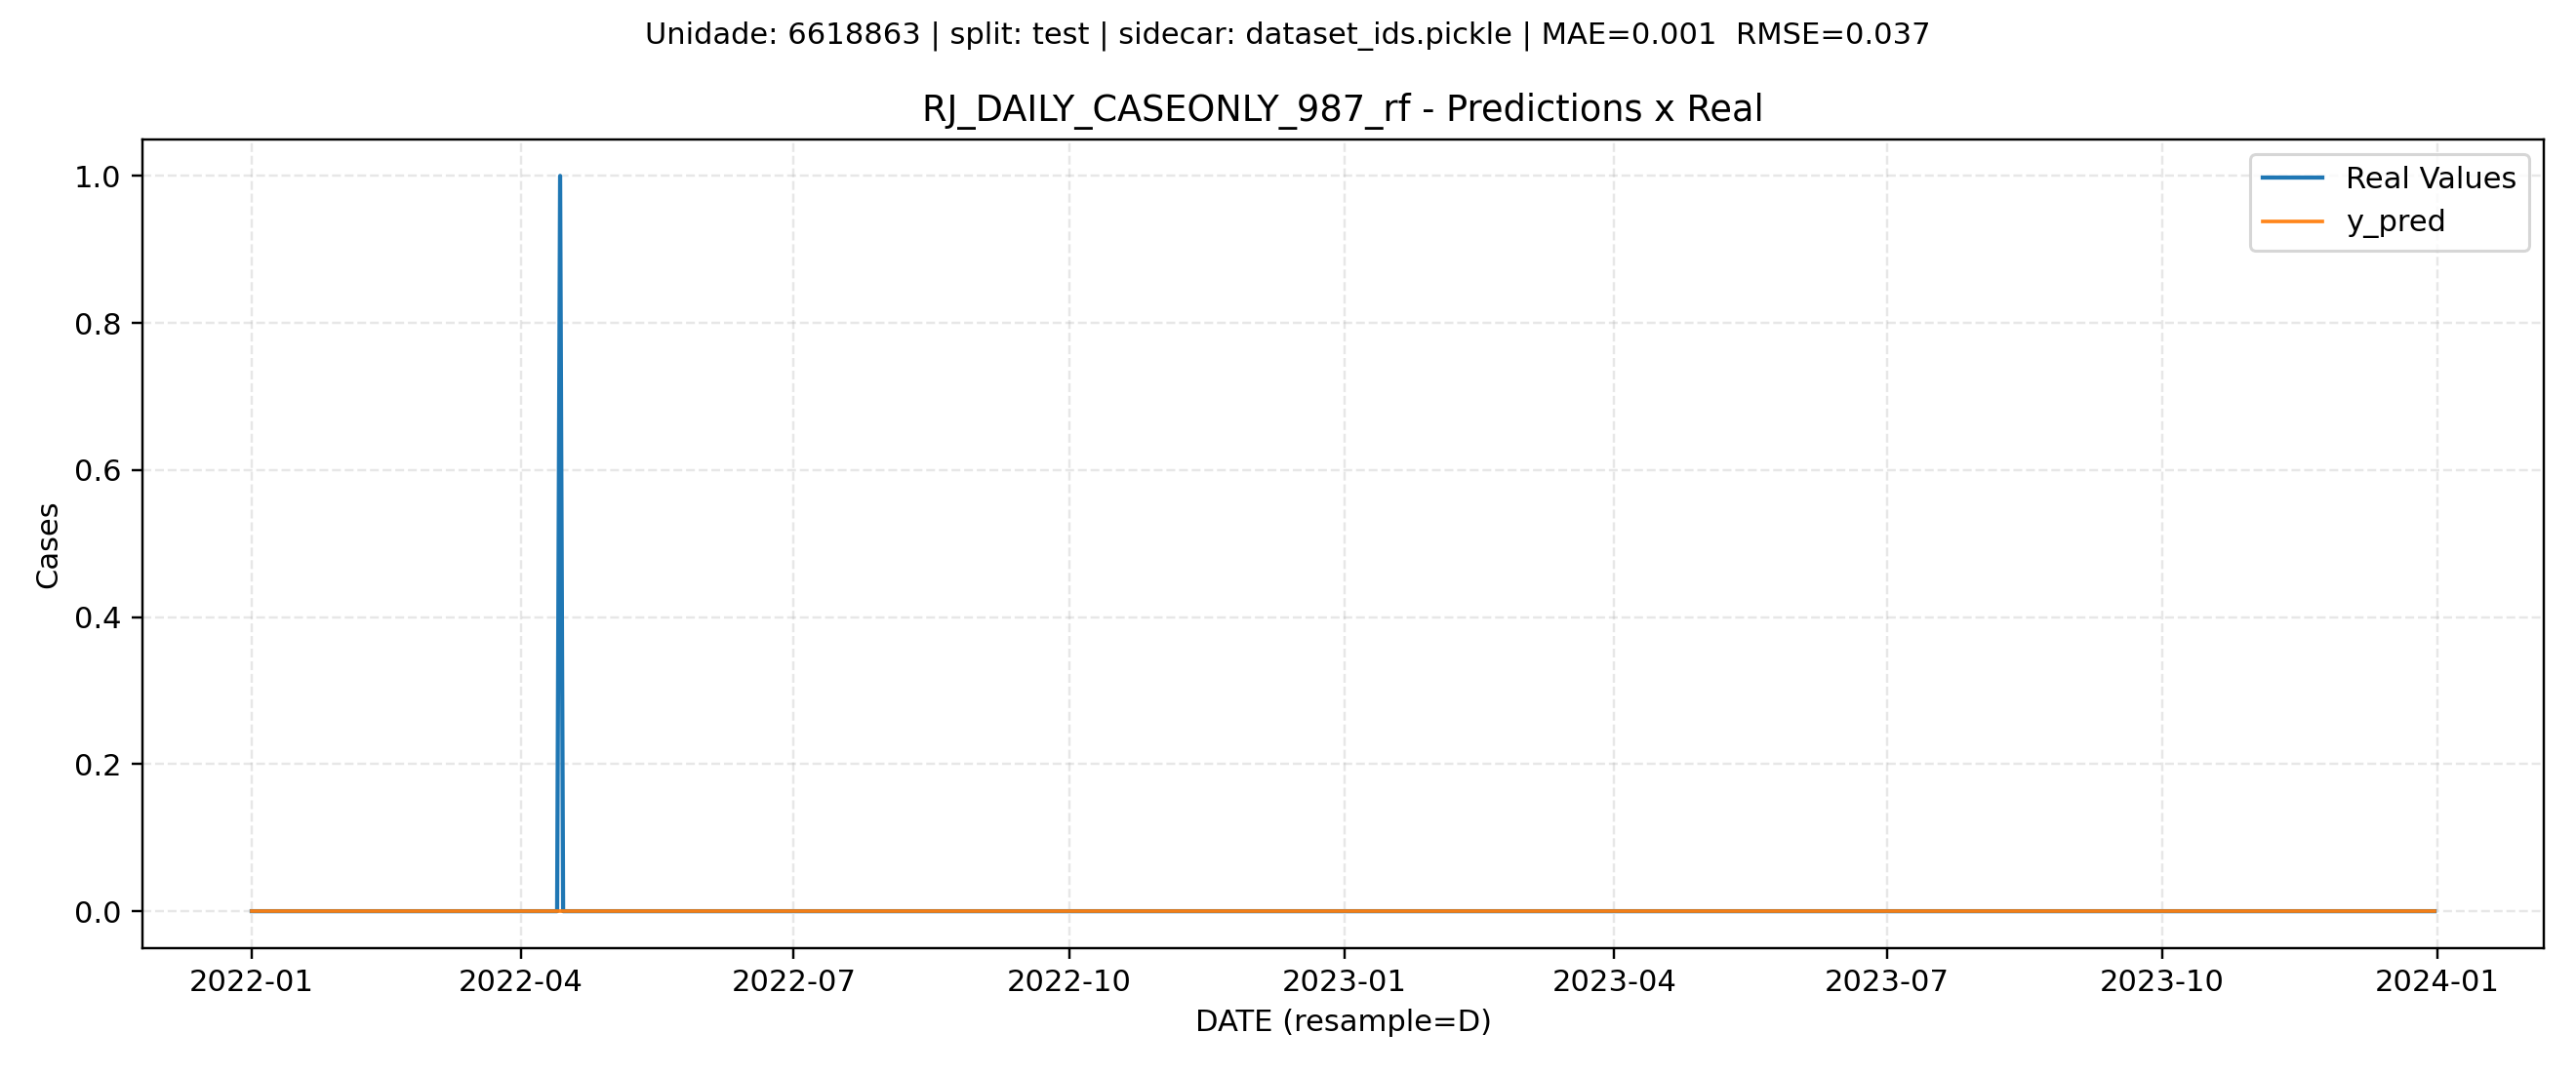 Unidade: 6618863 | split: test | sidecar: dataset_ids.pickle | MAE=0.001  RMSE=0.037
RJ_DAILY_CASEONLY_987_rf - Predictions x Real
Real Values
y_pred
1.0
0.8
0.6
0.4
0.2
0.0
Cases
2022-01 2022-04 2022-07 2022-10 2023-01 2023-04 2023-07 2023-10 2024-01
DATE (resample=D)